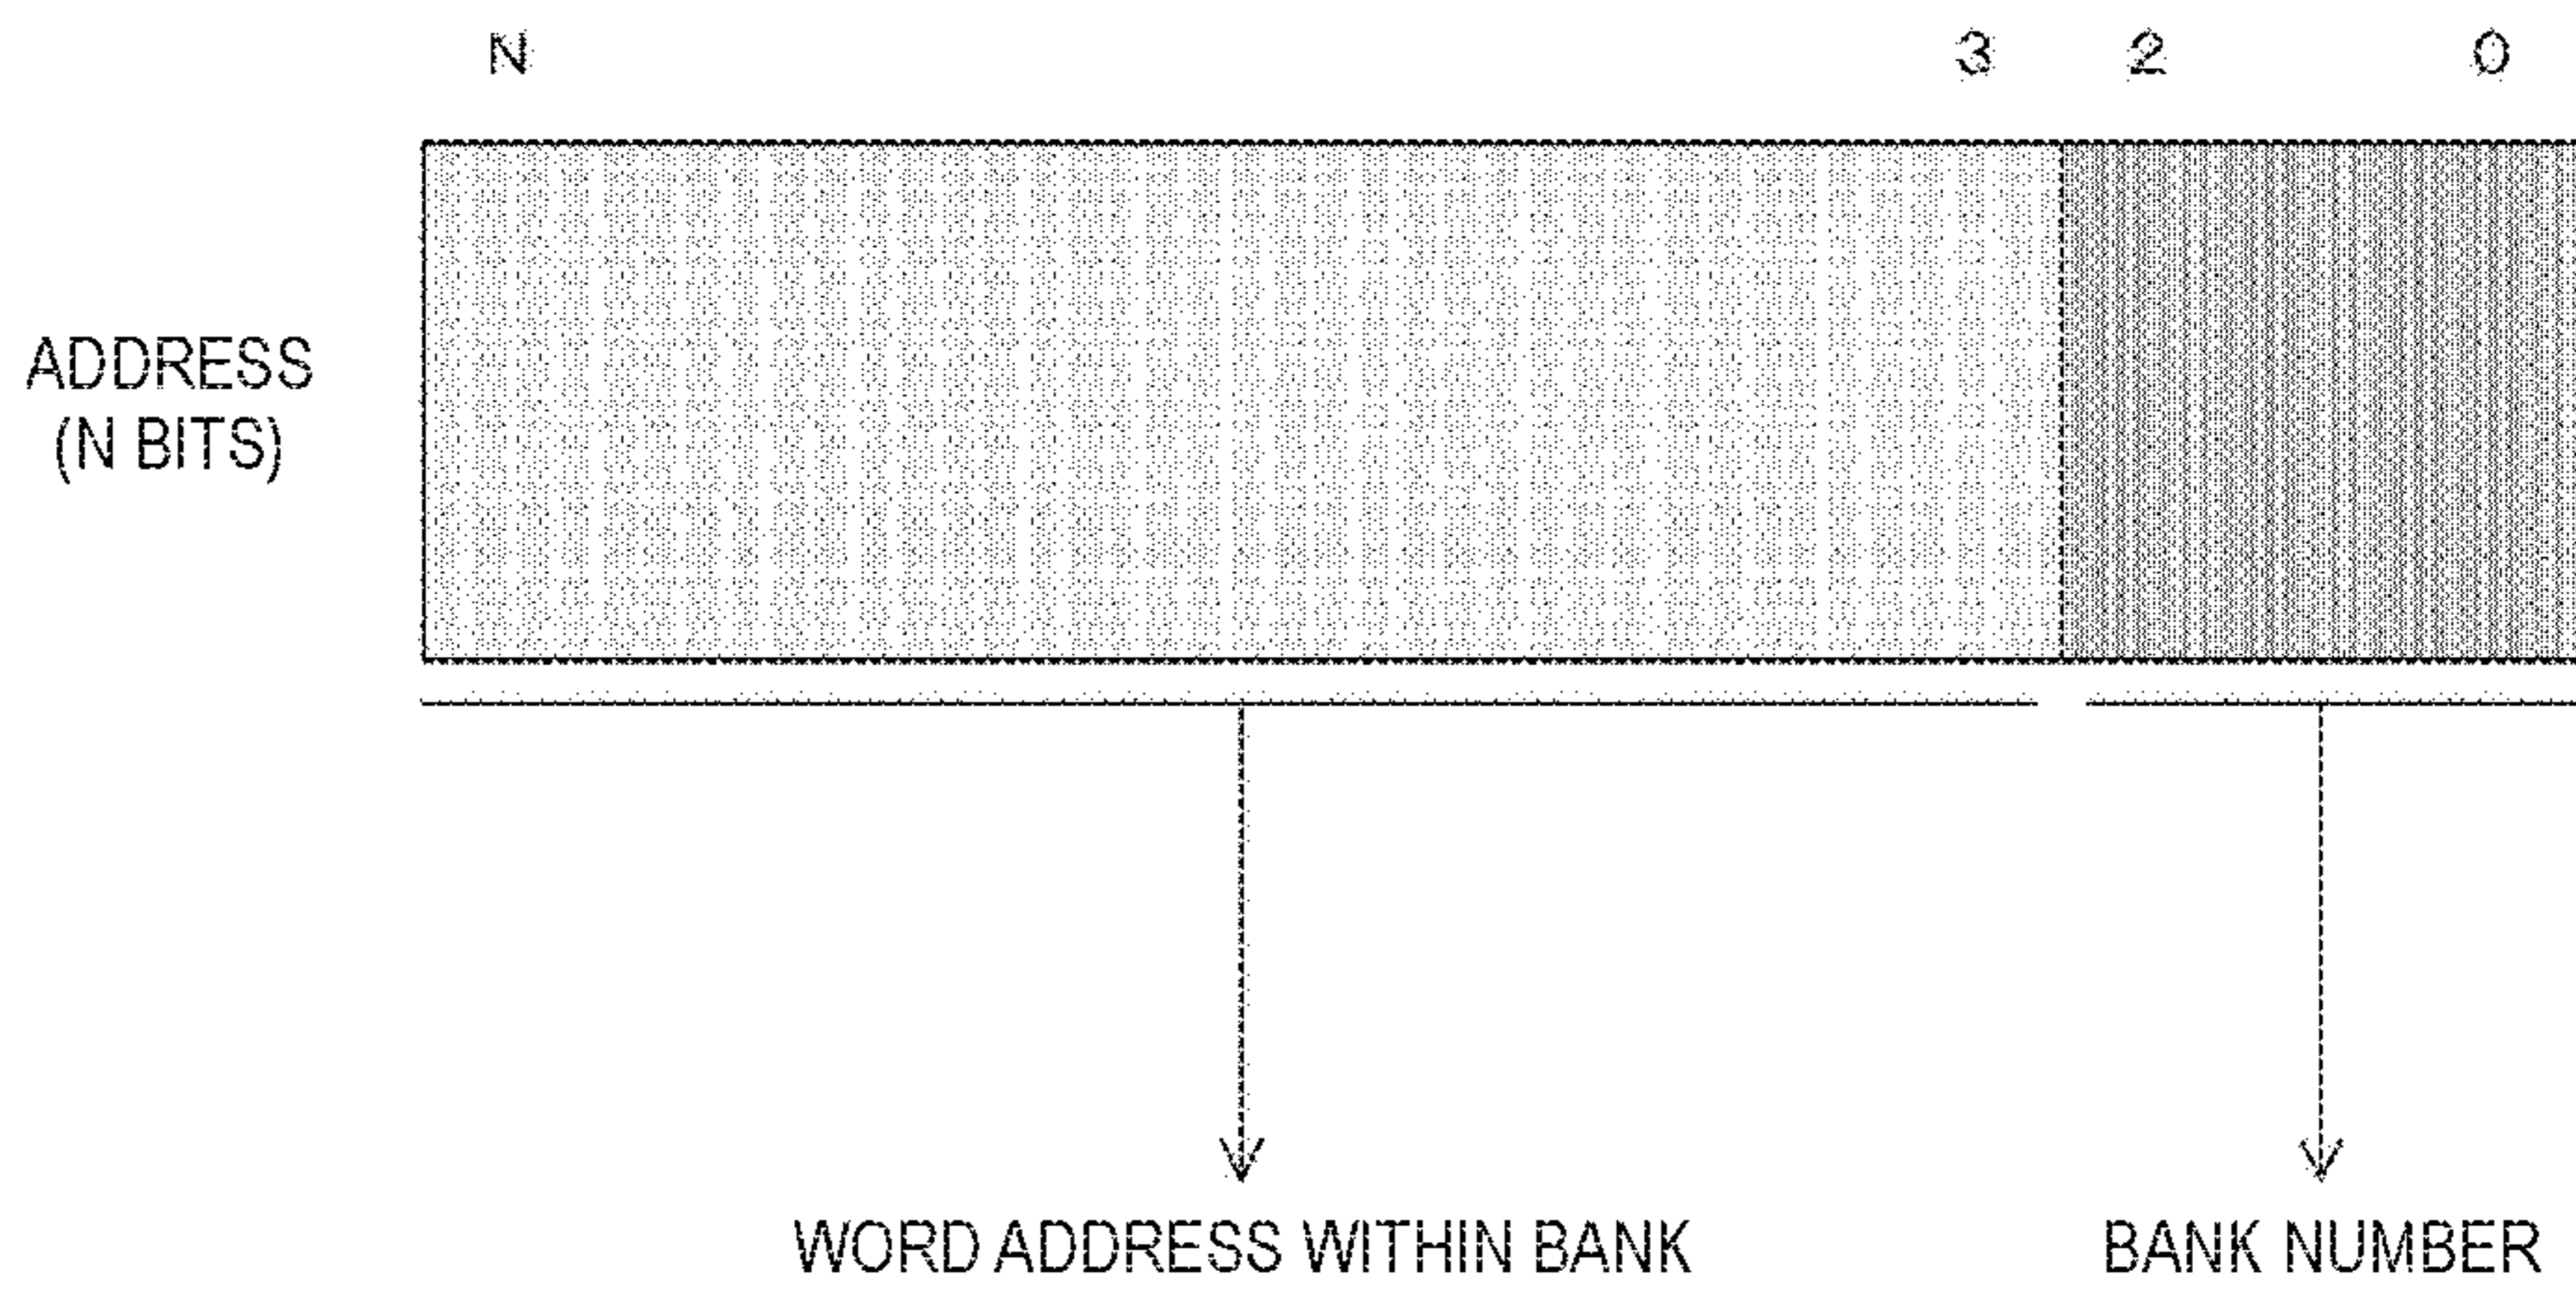 N 3 2 0
ADDRESS
(N BITS)
WORD ADDRESS WITHIN BANK
BANK NUMBER